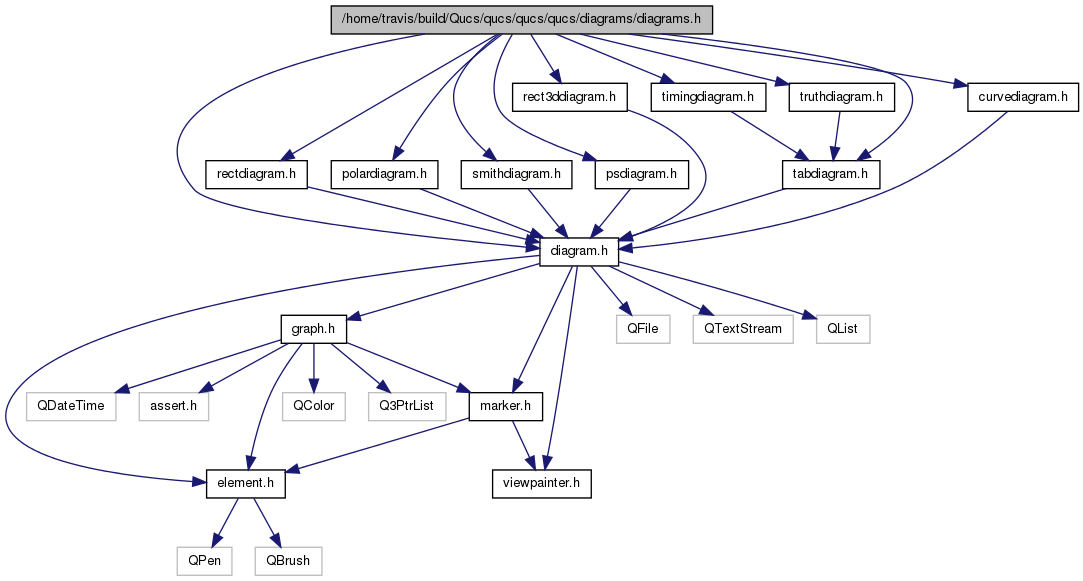 /home/travis/build/Qucs/qucs/qucs/qucs/diagrams/diagrams.h
rect3ddiagram.h
timingdiagram.h
truthdiagram.h
curvediagram.h
rectdiagram.h
polardiagram.h
smithdiagram.h
psdiagram.h
tabdiagram.h
diagram.h
graph.h
QFile
QTextStream
QList
QDateTime
assert.h
QColor
Q3PtrList
marker.h
element.h
viewpainter.h
QPen
QBrush